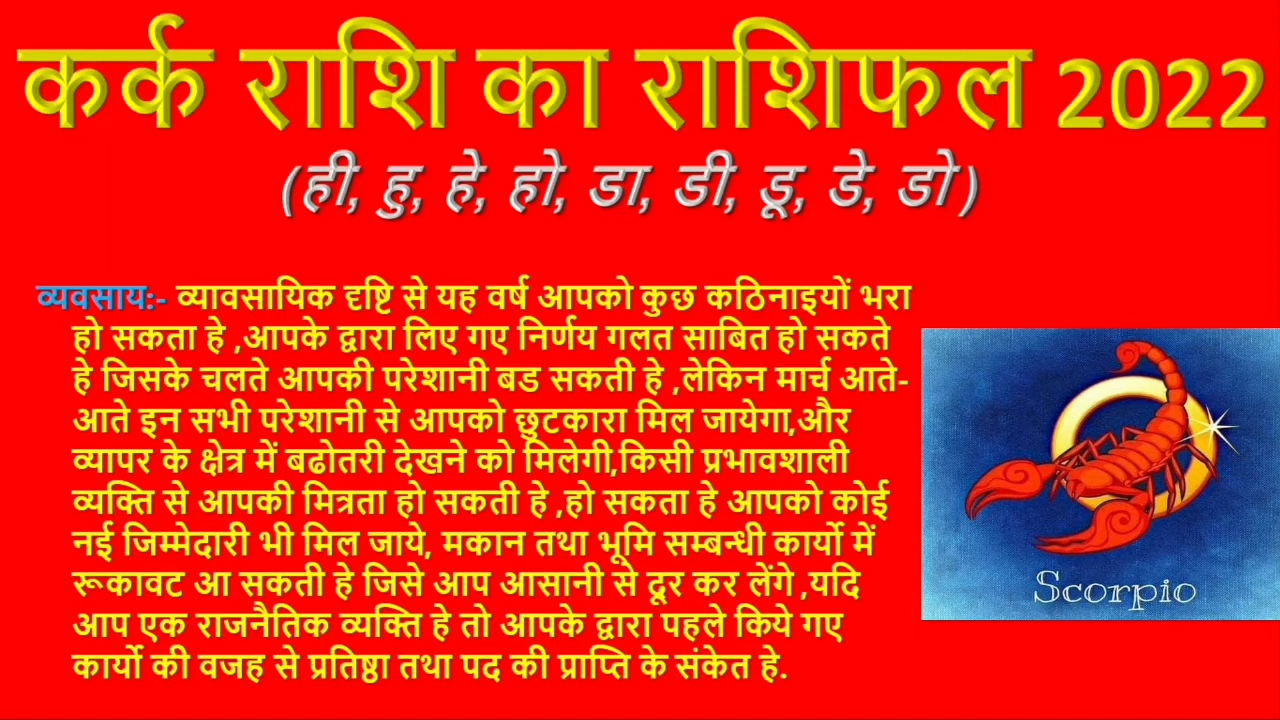 कर्क राशि का राशिफल 2022
(ही, हु, हे, हो, डा, डी, डू, डे, डो)
व्यवसाय:- व्यावसायिक दृष्टि से यह वर्ष आपको कुछ कठिनाइयों भरा
हो सकता हे ,आपके द्वारा लिए गए निर्णय गलत साबित हो सकते
हे जिसके चलते आपकी परेशानी बड सकती हे ,लेकिन मार्च आते-
आते इन सभी परेशानी से आपको छुटकारा मिल जायेगा,और
व्यापर के क्षेत्र में बढोतरी देखने को मिलेगी,किसी प्रभावशाली
व्यक्ति से आपकी मित्रता हो सकती हे ,हो सकता हे आपको कोई
नई जिम्मेदारी भी मिल जाये, मकान तथा भूमि सम्बन्धी कार्यो में
रूकावट आ सकती हे जिसे आप आसानी से दूर कर लेंगे ,यदि
आप एक राजनैतिक व्यक्ति हे तो आपके द्वारा पहले किये गए
कार्यो की वजह से प्रतिष्ठा तथा पद की प्राप्ति के संकेत हे.
Scorpio